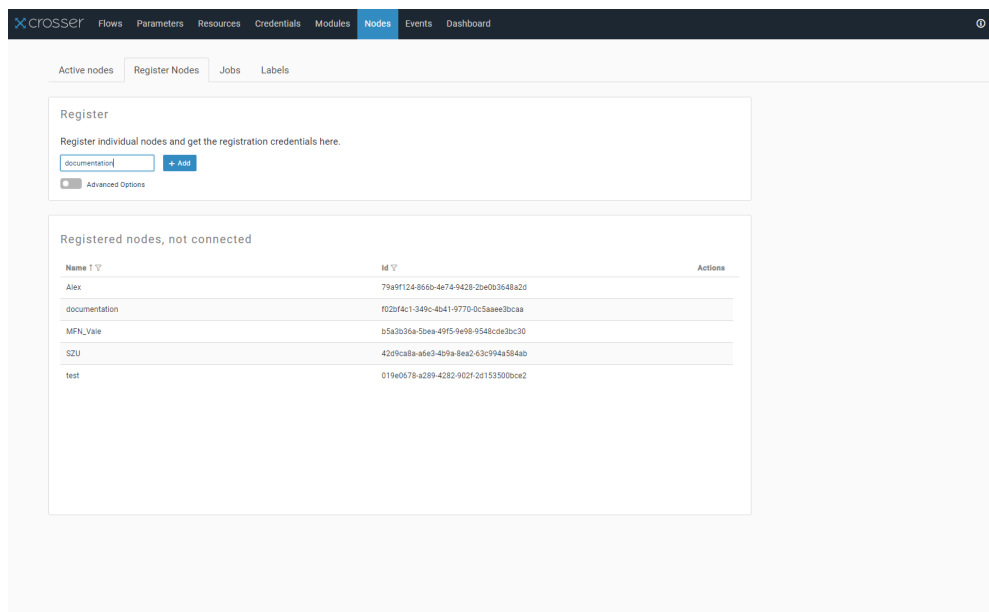 crosser Flows Parameters Resources Credentials Modules Nodes Events Dashboard
Active nodes Register Nodes Jobs Labels
Register
Register individual nodes and get the registration credentials here.
documentation + Add
Advanced Options
Registered nodes, not connected
Name Id Actions
Alex 79a9f124-866b-4e74-9428-2be0b3648a2d
documentation f02bf4c1-349c-4b41-9770-0c5aaee3bcaa
MFN_Vale b5a3b36a-5bea-49f5-9e98-9548cde3bc30
SZU 42d9ca8a-a6e3-4b9a-8ea2-63c994a584ab
test 019e0678-a289-4282-902f-2d153500bce2